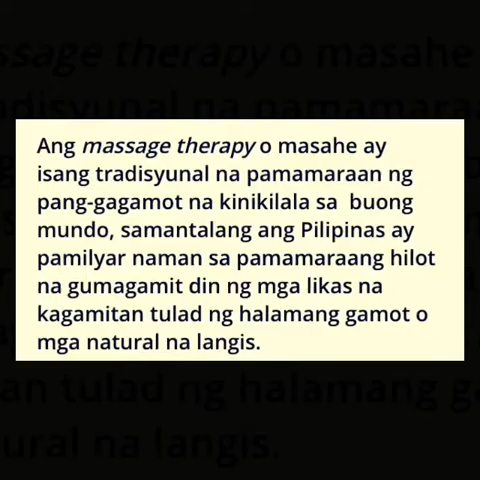 Ang massage therapy o masahe ay
isang tradisyunal na pamamaraan ng
pang-gagamot na kinikilala sa buong
mundo, samantalang ang Pilipinas ay
pamilyar naman sa pamamaraang hilot
na gumagamit din ng mga likas na
kagamitan tulad ng halamang gamot o
mga natural na langis.